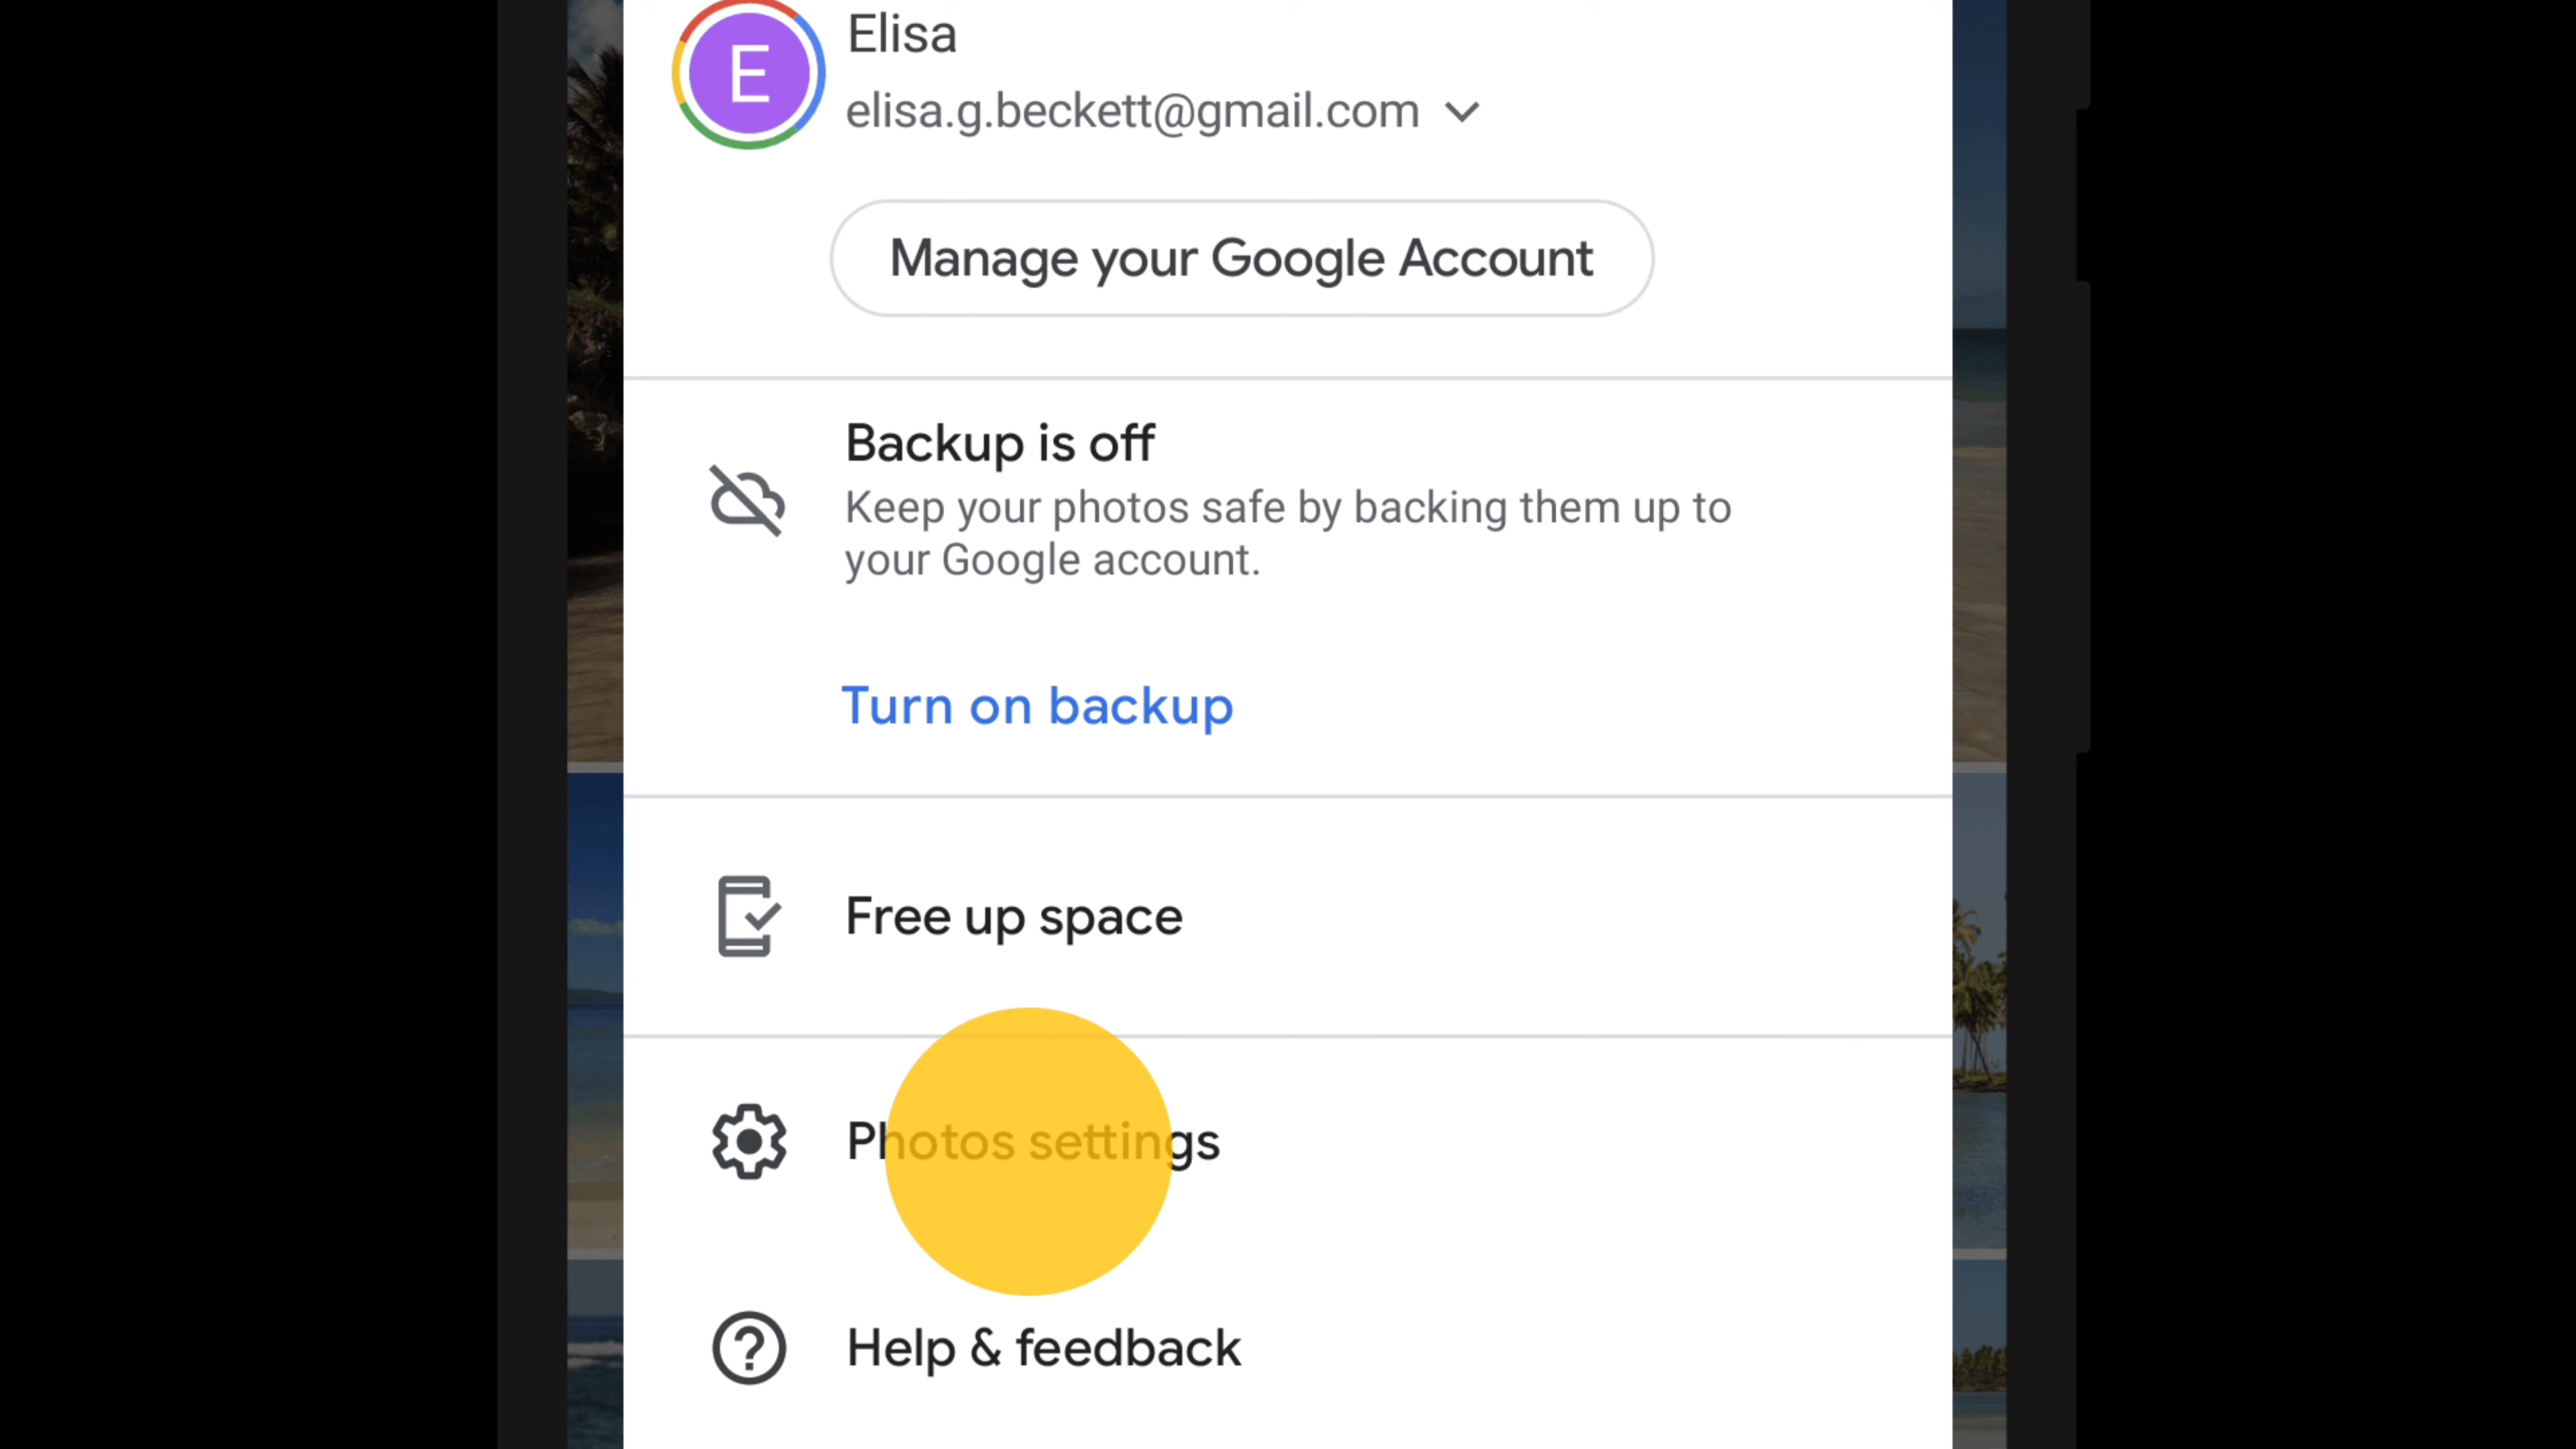 E
Elisa
elisa.g.beckett@gmail.com
Manage your Google Account
Backup is off
Keep your photos safe by backing them up to
your Google account.
Turn on backup
Free up space
Photos settings
Help & feedback